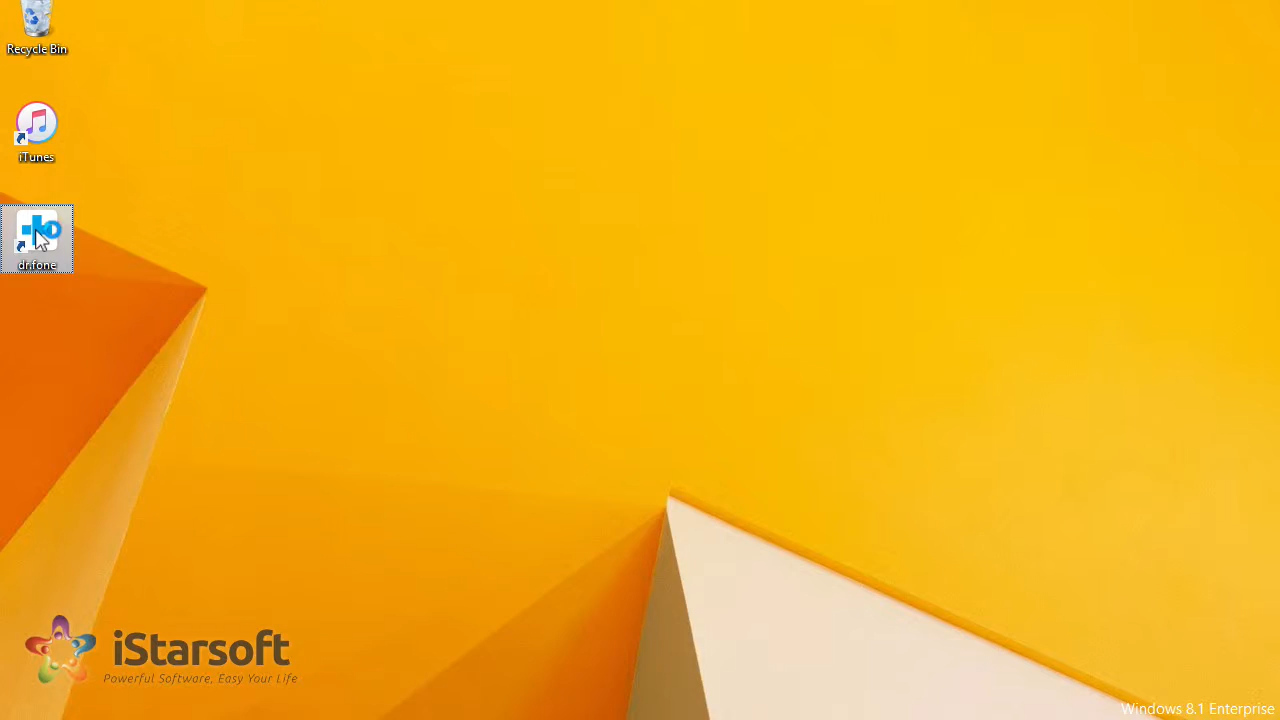 Recycle Bin
iTunes
dr.fone
iStarsoft
Powerful Software, Easy Your Life
Windows 8.1 Enterprise